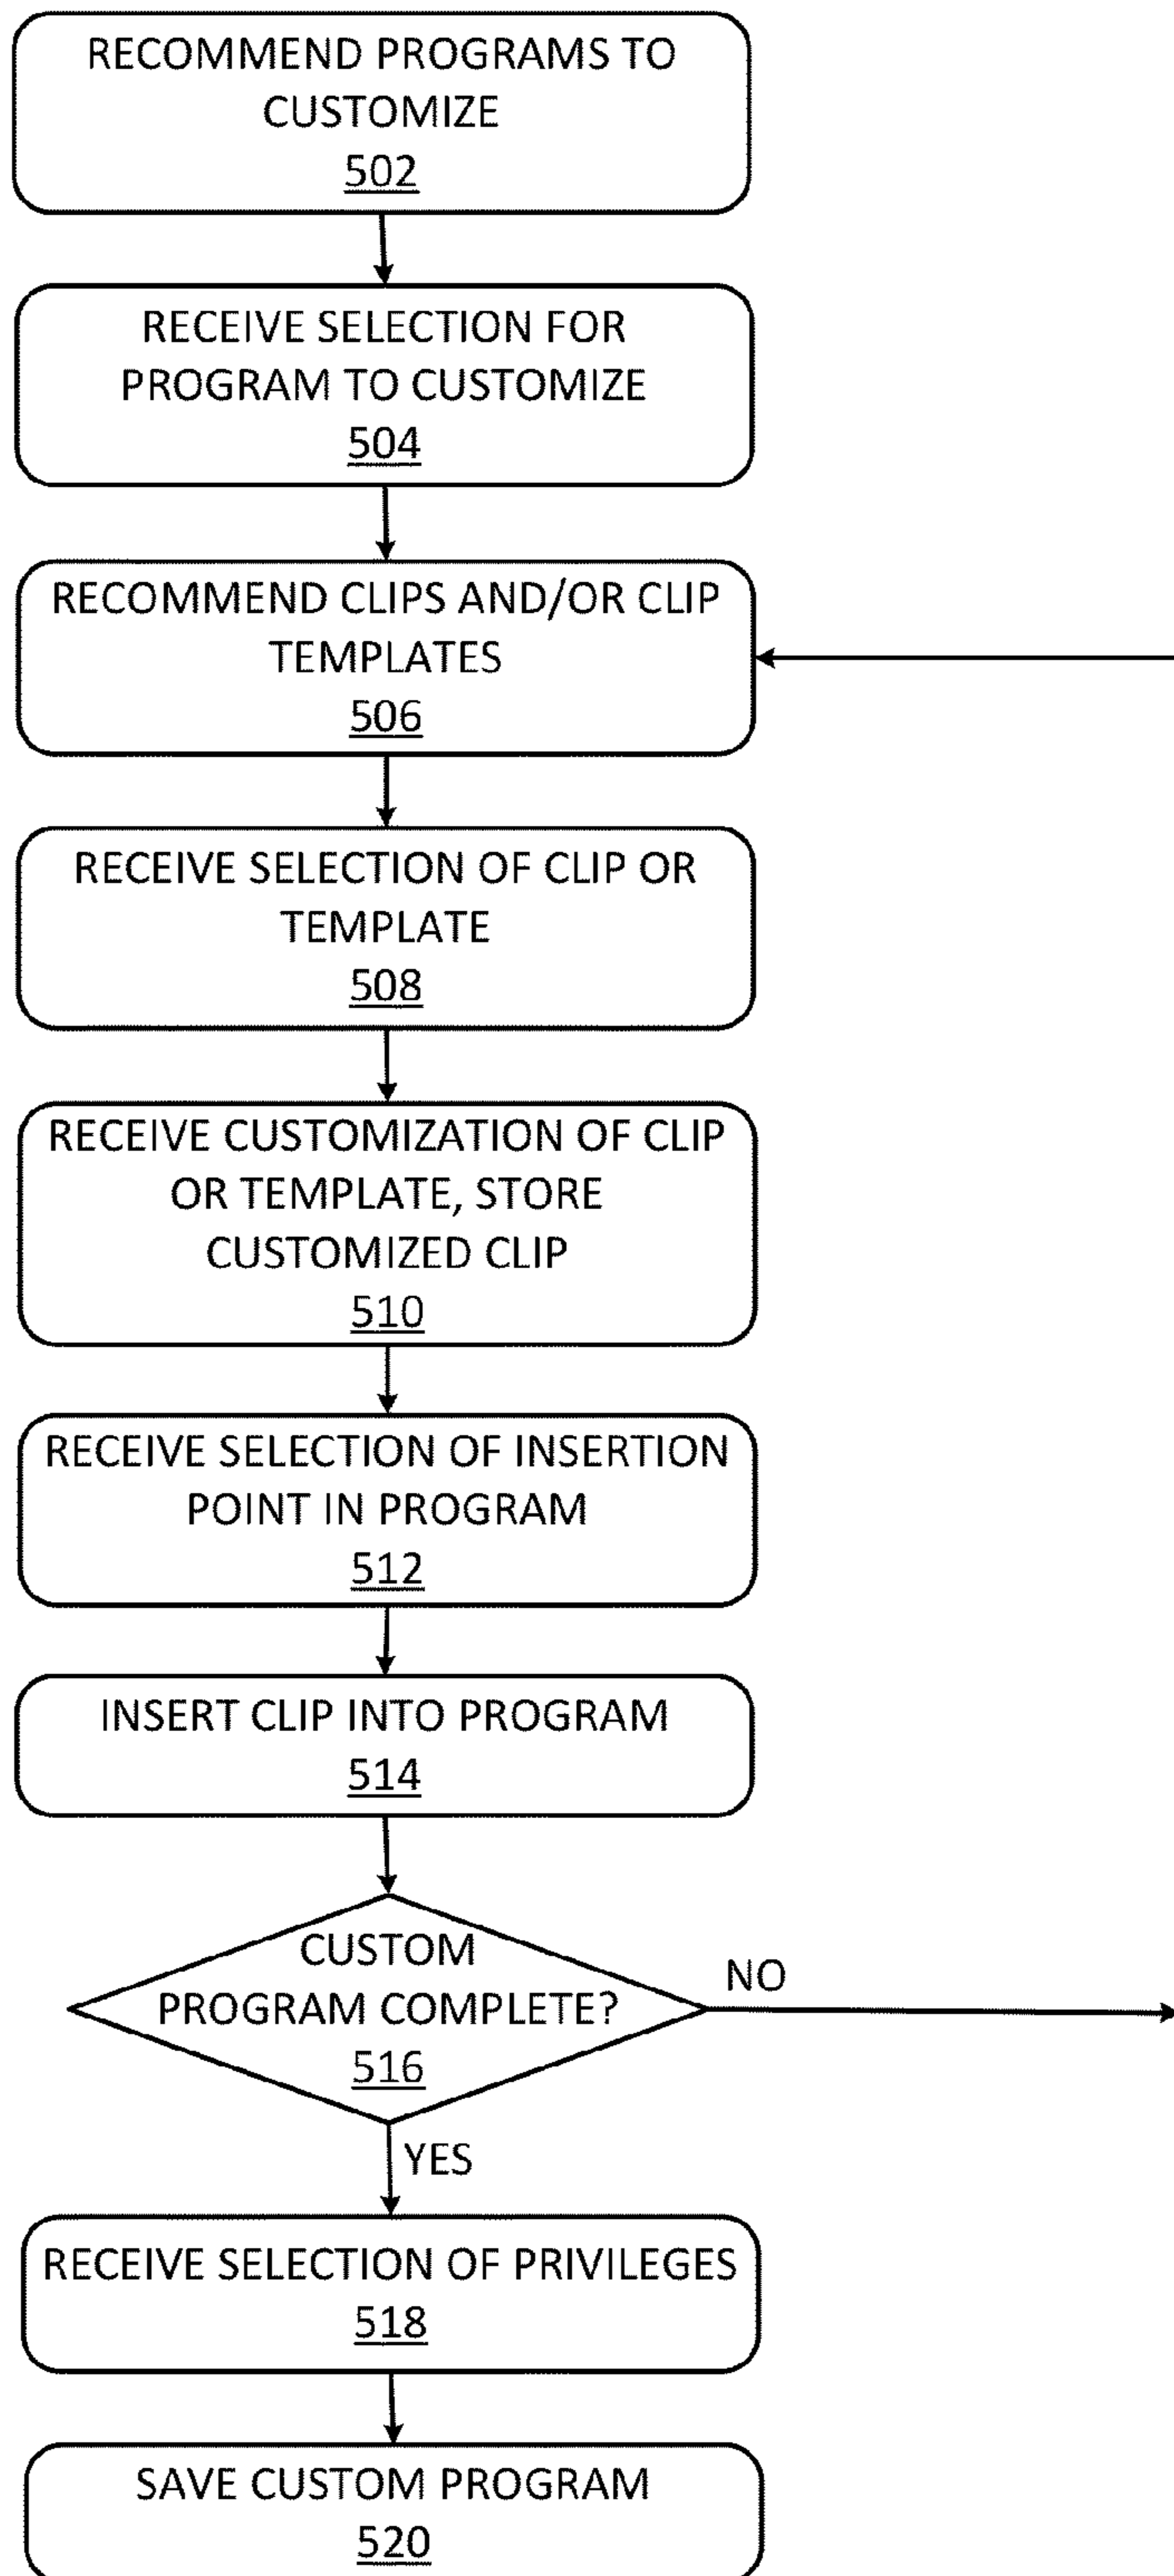 RECOMMEND PROGRAMS TO
CUSTOMIZE
502
RECEIVE SELECTION FOR
PROGRAM TO CUSTOMIZE
504
RECOMMEND CLIPS AND/OR CLIP
TEMPLATES
506
RECEIVE SELECTION OF CLIP OR
TEMPLATE
508
RECEIVE CUSTOMIZATION OF CLIP
OR TEMPLATE, STORE
CUSTOMIZED CLIP
510
RECEIVE SELECTION OF INSERTION
POINT IN PROGRAM
512
INSERT CLIP INTO PROGRAM
514
CUSTOM
PROGRAM COMPLETE?
516
NO
YES
RECEIVE SELECTION OF PRIVILEGES
518
SAVE CUSTOM PROGRAM
520